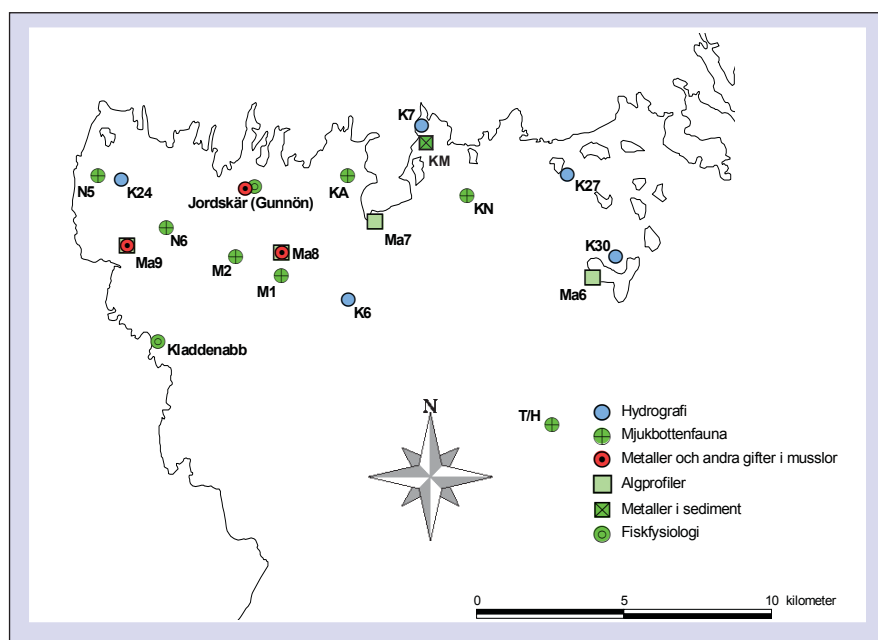 K7
KM
N5
K24
Jordskär (Gunnön)
KA
KN
K27
N6
Ma7
Ma9
M2
Ma8
M1
K30
Ma6
K6
Kladdenabb
N
T/H
Hydrografi
Mjukbottenfauna
Metaller och andra gifter i musslor
Algprofiler
Metaller i sediment
Fiskfysiologi
0 5 10 kilometer